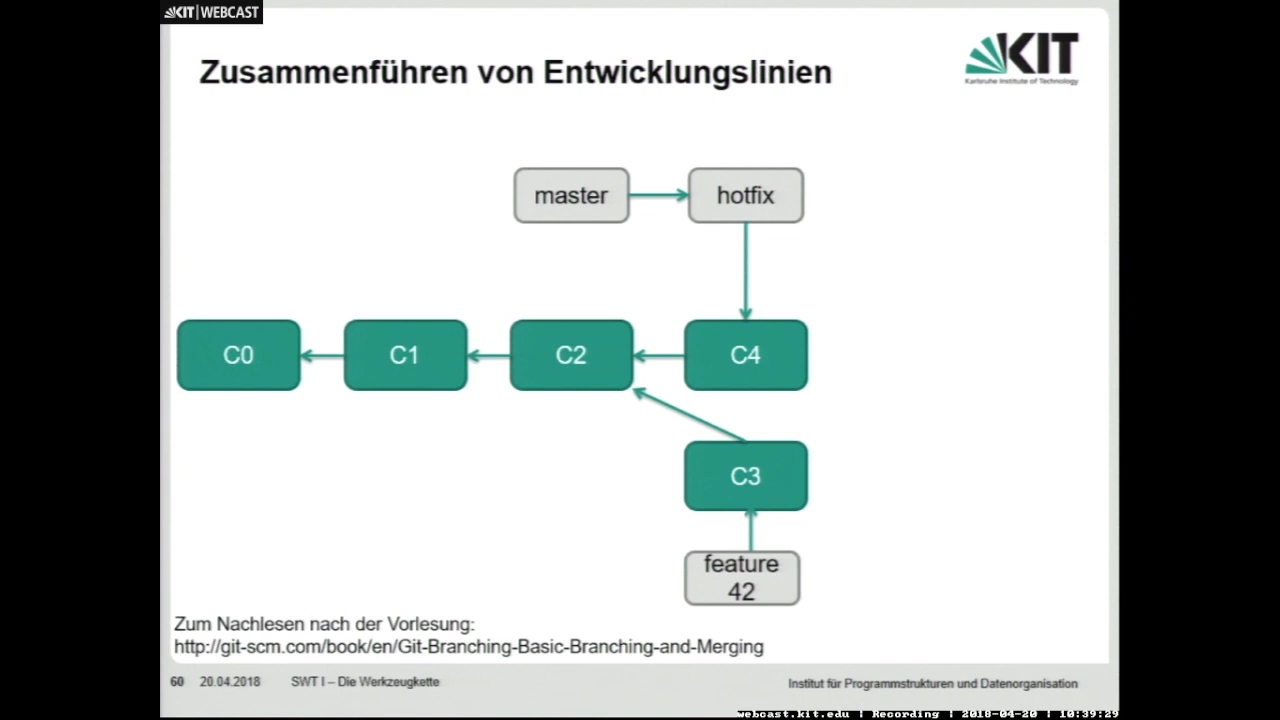 KIT | WEBCAST
Zusammenführen von Entwicklungslinien
KIT
Karlsruhe Institute of Technology
master
hotfix
C0
C1
C2
C4
C3
feature
42
Zum Nachlesen nach der Vorlesung:
http://git-scm.com/book/en/Git-Branching-Basic-Branching-and-Merging
60 20.04.2018 SWT I – Die Werkzeugkette
Institut für Programmstrukturen und Datenorganisation
webcast.kit.edu | Recording | 2018-04-20 | 10:39:29